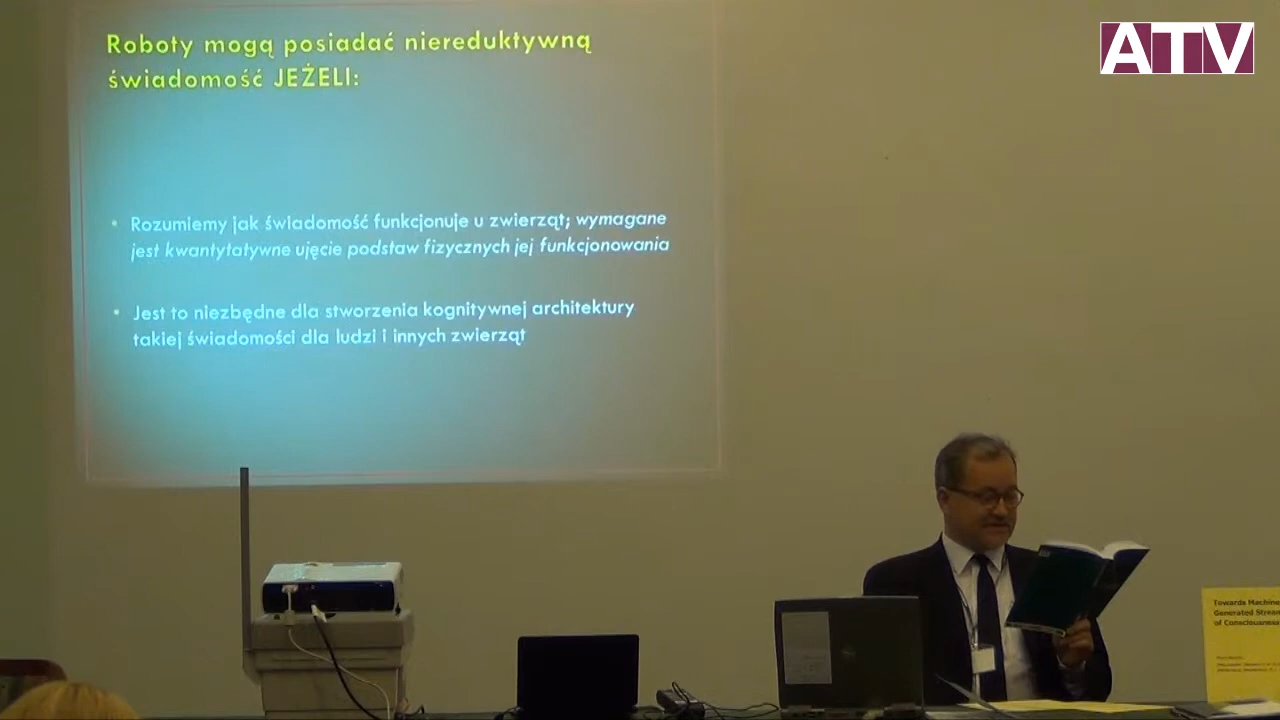 ATV
Roboty mogą posiadać niereduktywną
świadomość JEŻELI:
• Rozumiemy jak świadomość funkcjonuje u zwierząt; wymagane
jest kwantytatywne ujęcie podstaw fizycznych jej funkcjonowania
• Jest to niezbędne dla stworzenia kognitywnej architektury
takiej świadomości dla ludzi i innych zwierząt
Towards Machine
Generated Stream
of Consciousness